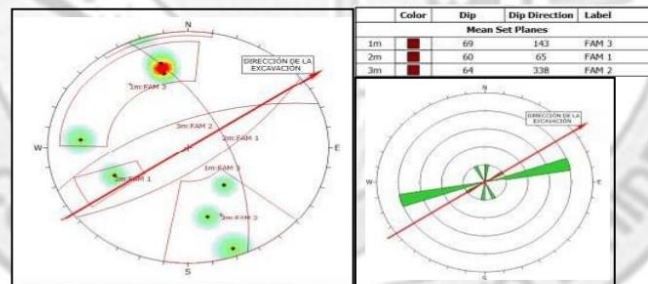 N
DIRECCIÓN DE LA
EXCAVACIÓN
1m:FAM 3
3m:FAM 2
2m:FAM 1
W
E
1m:FAM 3
2m:FAM 1
3m:FAM 2
S
Color Dip Dip Direction Label
Mean Set Planes
1m 69 143 FAM 3
2m 60 65 FAM 1
3m 64 338 FAM 2
N
DIRECCIÓN DE LA
EXCAVACIÓN
W
E
S